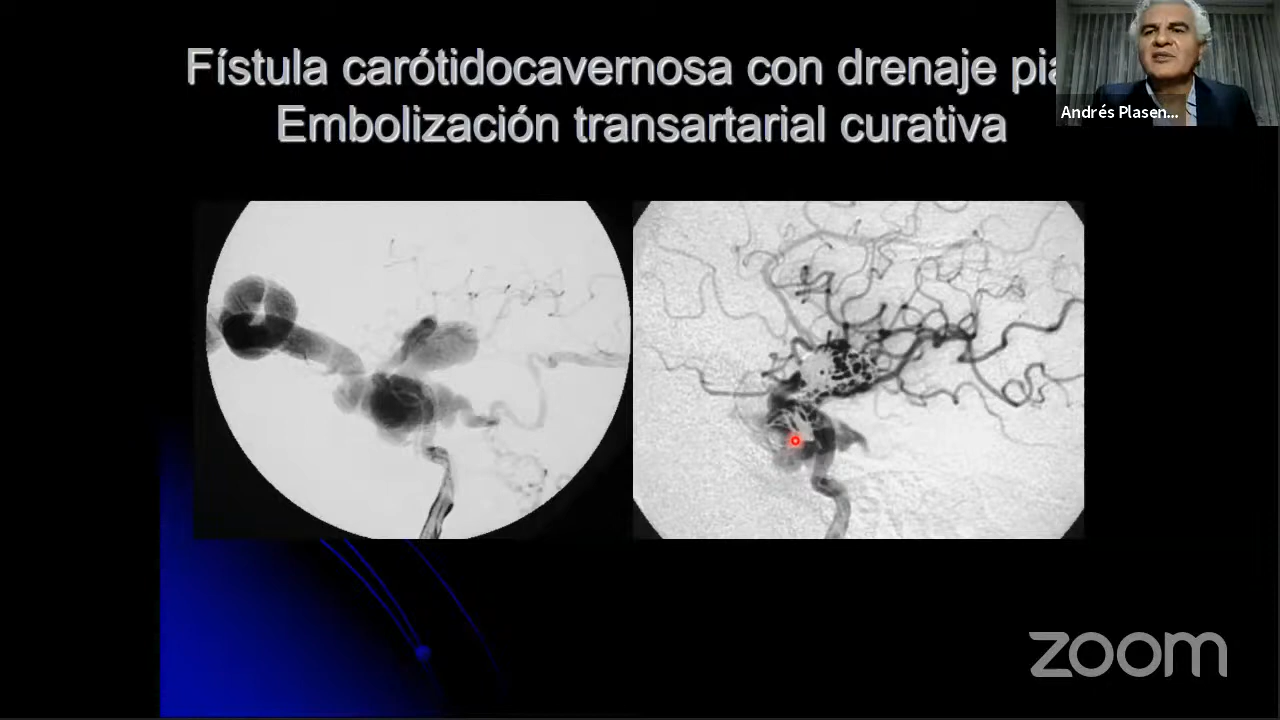 Fístula carótidocavernosa con drenaje pia
Embolización transartarial curativa
Andrés Plasen...
zoom